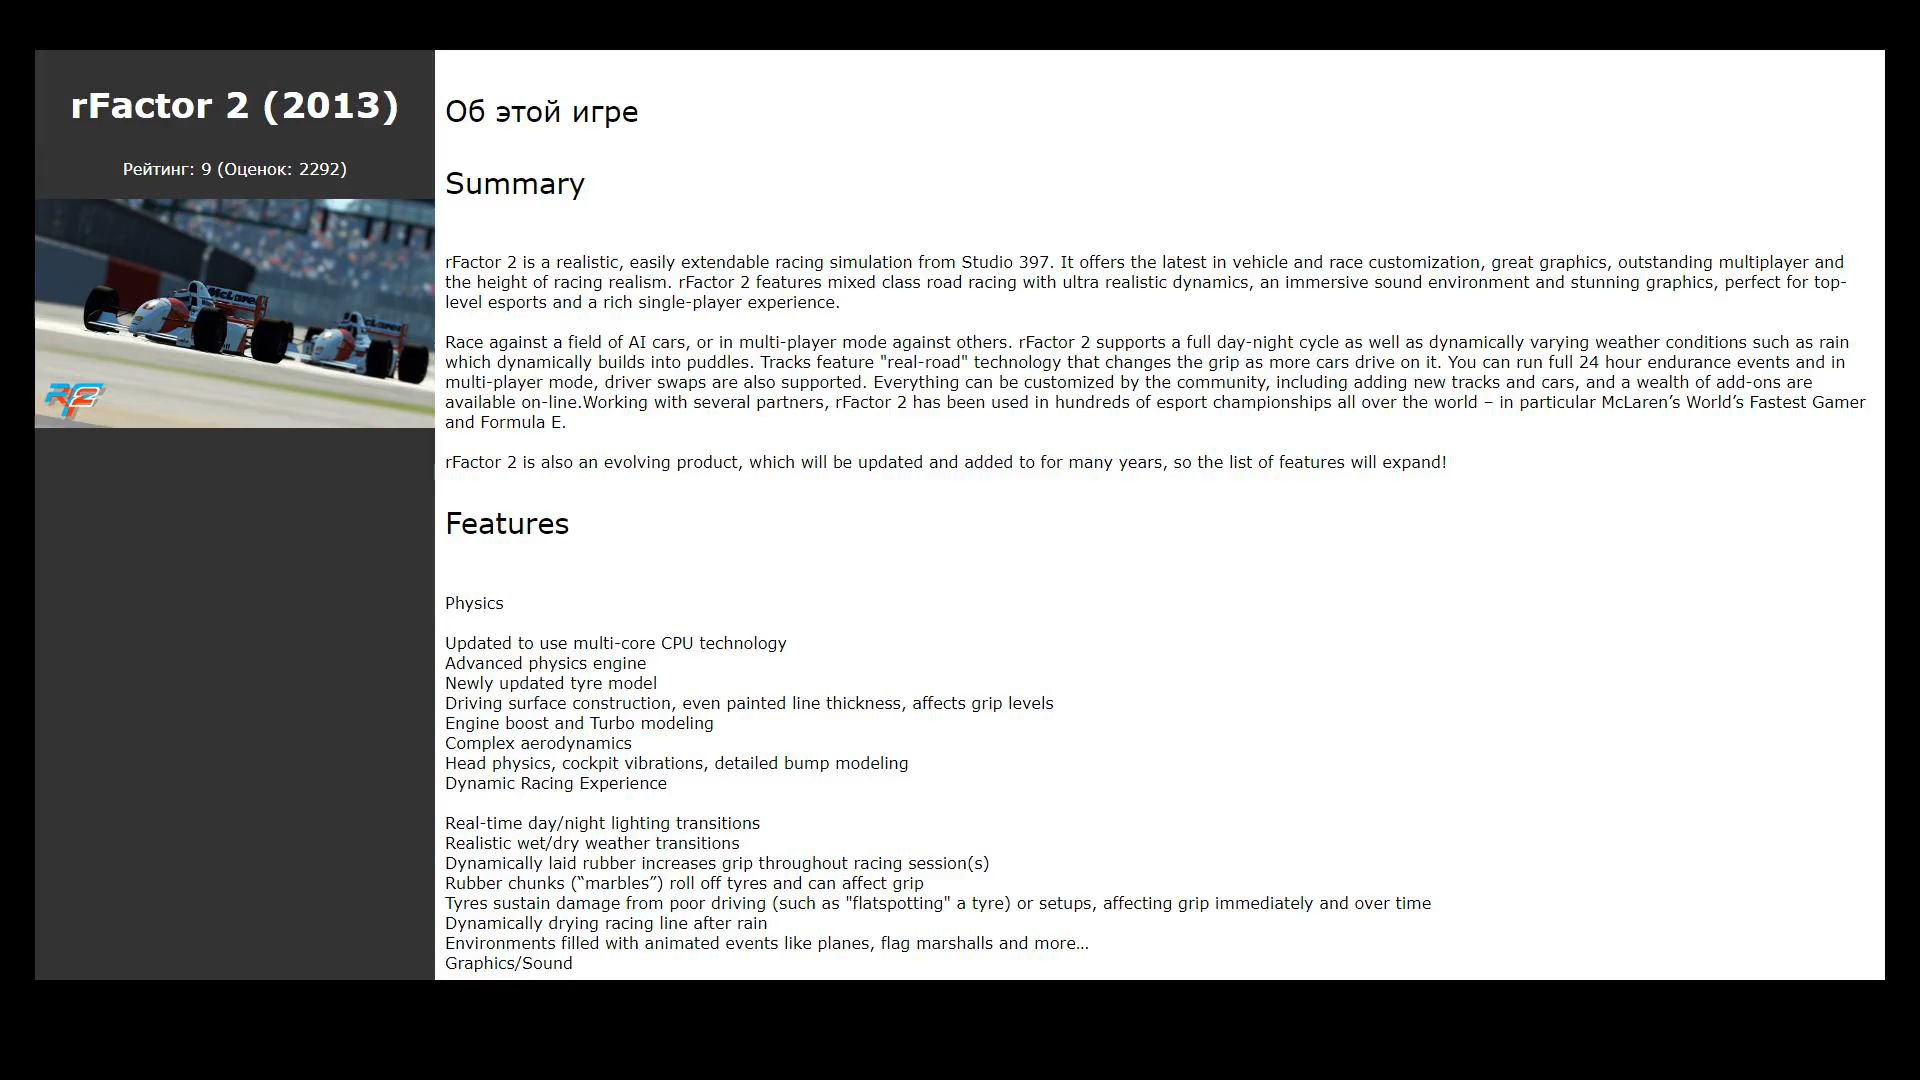 rFactor 2 (2013)
Рейтинг: 9 (Оценок: 2292)
McLaren
RF2
Об этой игре
Summary
rFactor 2 is a realistic, easily extendable racing simulation from Studio 397. It offers the latest in vehicle and race customization, great graphics, outstanding multiplayer and
the height of racing realism. rFactor 2 features mixed class road racing with ultra realistic dynamics, an immersive sound environment and stunning graphics, perfect for top-
level esports and a rich single-player experience.
Race against a field of AI cars, or in multi-player mode against others. rFactor 2 supports a full day-night cycle as well as dynamically varying weather conditions such as rain
which dynamically builds into puddles. Tracks feature "real-road" technology that changes the grip as more cars drive on it. You can run full 24 hour endurance events and in
multi-player mode, driver swaps are also supported. Everything can be customized by the community, including adding new tracks and cars, and a wealth of add-ons are
available on-line.Working with several partners, rFactor 2 has been used in hundreds of esport championships all over the world – in particular McLaren’s World’s Fastest Gamer
and Formula E.
rFactor 2 is also an evolving product, which will be updated and added to for many years, so the list of features will expand!
Features
Physics
Updated to use multi-core CPU technology
Advanced physics engine
Newly updated tyre model
Driving surface construction, even painted line thickness, affects grip levels
Engine boost and Turbo modeling
Complex aerodynamics
Head physics, cockpit vibrations, detailed bump modeling
Dynamic Racing Experience
Real-time day/night lighting transitions
Realistic wet/dry weather transitions
Dynamically laid rubber increases grip throughout racing session(s)
Rubber chunks (“marbles”) roll off tyres and can affect grip
Tyres sustain damage from poor driving (such as "flatspotting" a tyre) or setups, affecting grip immediately and over time
Dynamically drying racing line after rain
Environments filled with animated events like planes, flag marshalls and more…
Graphics/Sound